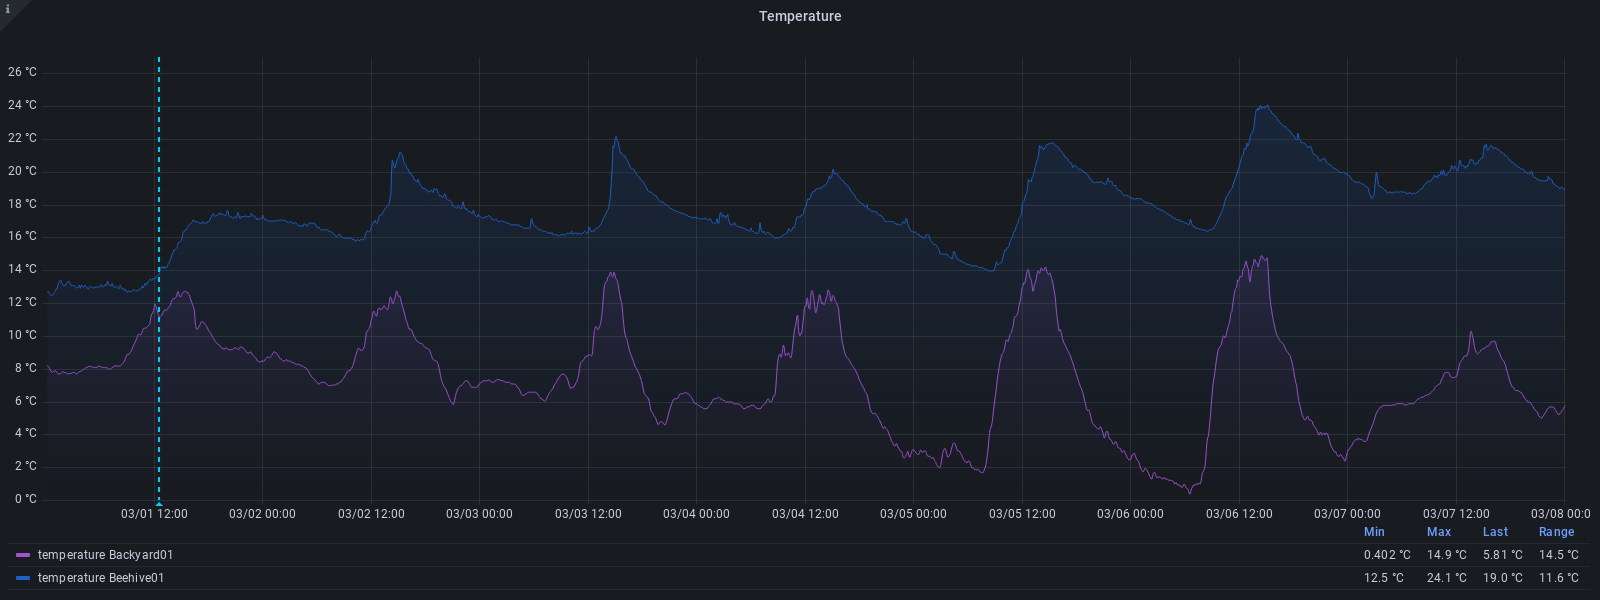 i
Temperature
26 °C
24 °C
22 °C
20 °C
18 °C
16 °C
14 °C
12 °C
10 °C
8 °C
6 °C
4 °C
2 °C
0 °C
03/01 12:00 03/02 00:00 03/02 12:00 03/03 00:00 03/03 12:00 03/04 00:00 03/04 12:00 03/05 00:00 03/05 12:00 03/06 00:00 03/06 12:00 03/07 00:00 03/07 12:00 03/08 00:0
Min Max Last Range
temperature Backyard01 0.402 °C 14.9 °C 5.81 °C 14.5 °C
temperature Beehive01 12.5 °C 24.1 °C 19.0 °C 11.6 °C